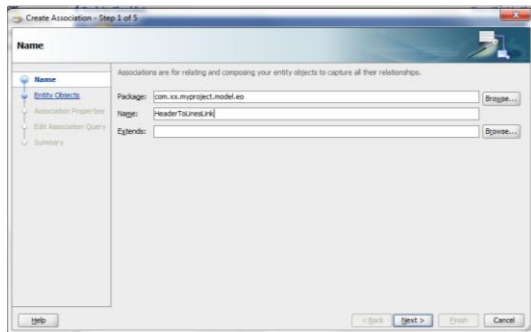 Create Association - Step 1 of 5
Name
Name
Entity Objects
Association Properties
Edit Association Query
Summary
Associations are for relating and composing your entity objects to capture all their relationships.
Package: com.xx.myproject.model.eo Browse...
Name: HeaderToLinesLink
Extends: Browse...
Help < Back Next > Finish Cancel